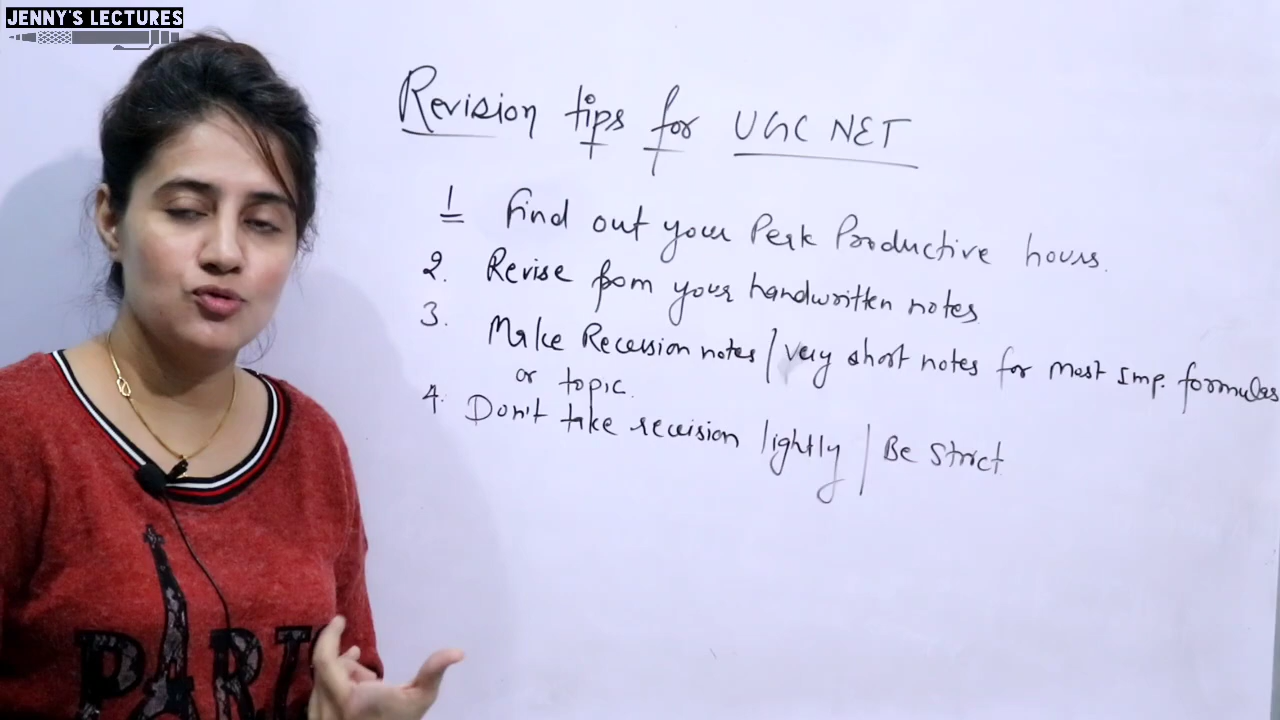 JENNY'S LECTURES
Revision tips for UGC NET
1 Find out your Peak Productive hours.
2. Revise from your handwritten notes
3. Make Recession notes / very short notes for most Imp. formulas
or topic.
4. Don't take revision lightly / Be Strict
PARIS